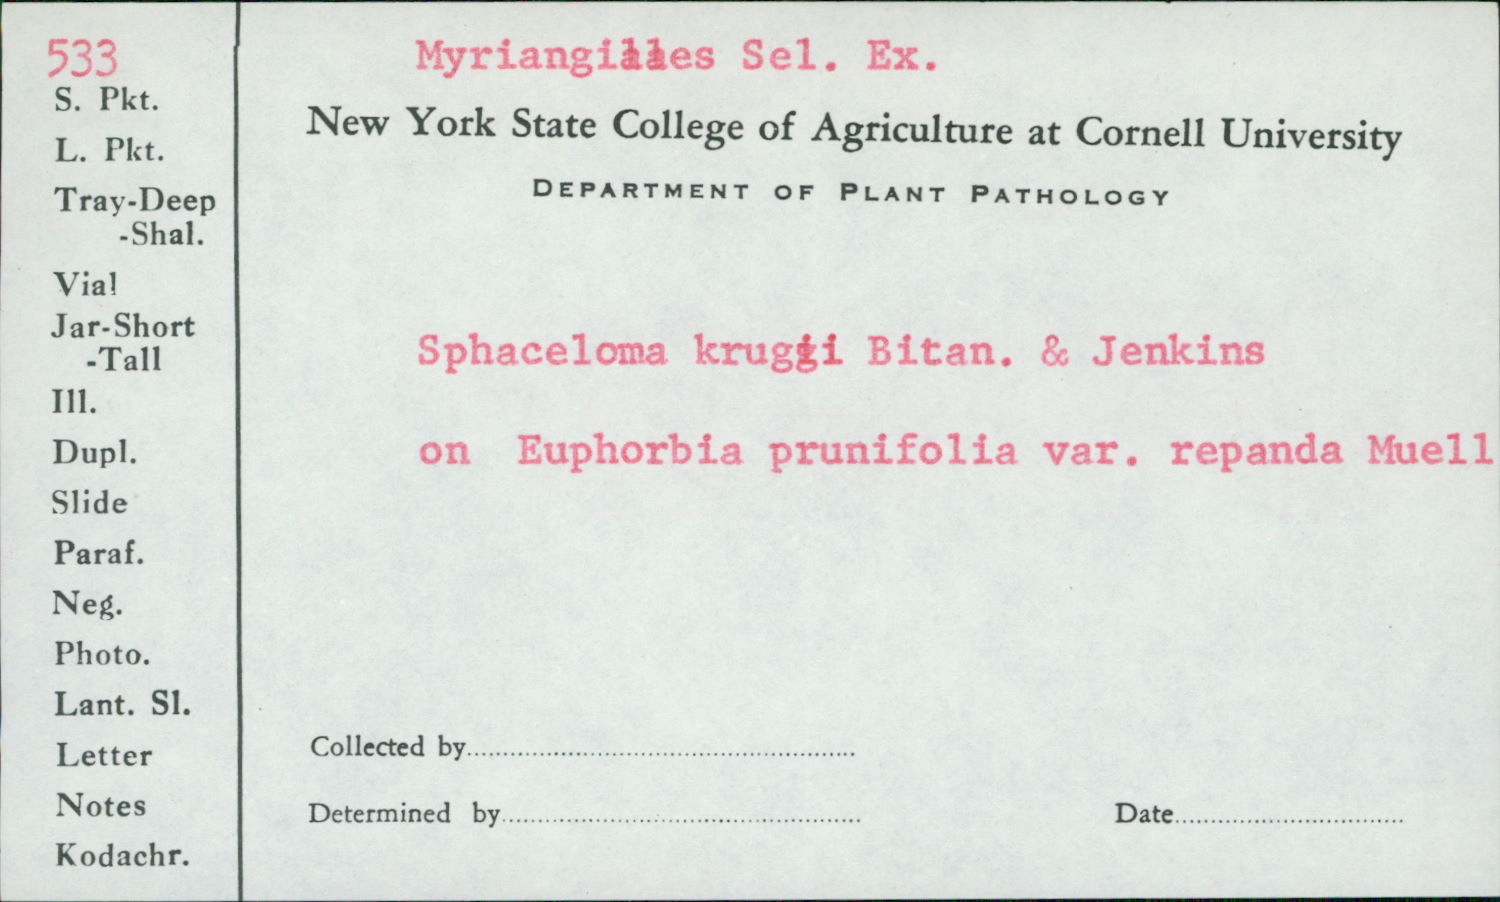 533
S. Pkt.
L. Pkt.
Tray-Deep
-Shal.
Vial
Jar-Short
-Tall
Ill.
Dupl.
Slide
Paraf.
Neg.
Photo.
Lant. Sl.
Letter
Notes
Kodachr.
Myriangiales Sel. Ex.
New York State College of Agriculture at Cornell University
DEPARTMENT OF PLANT PATHOLOGY
Sphaceloma krugii Bitan. & Jenkins
on Euphorbia prunifolia var. repanda Muell
Collected by
Determined by
Date